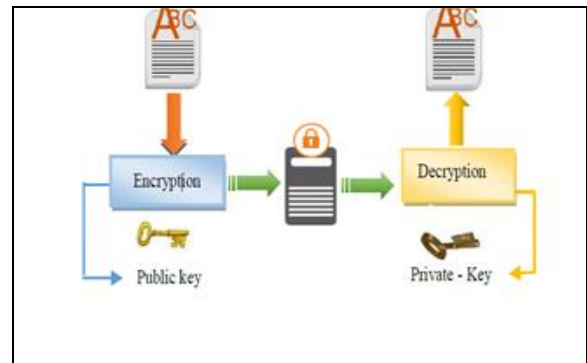 ABC
ABC
Encryption
Decryption
Public key
Private - Key